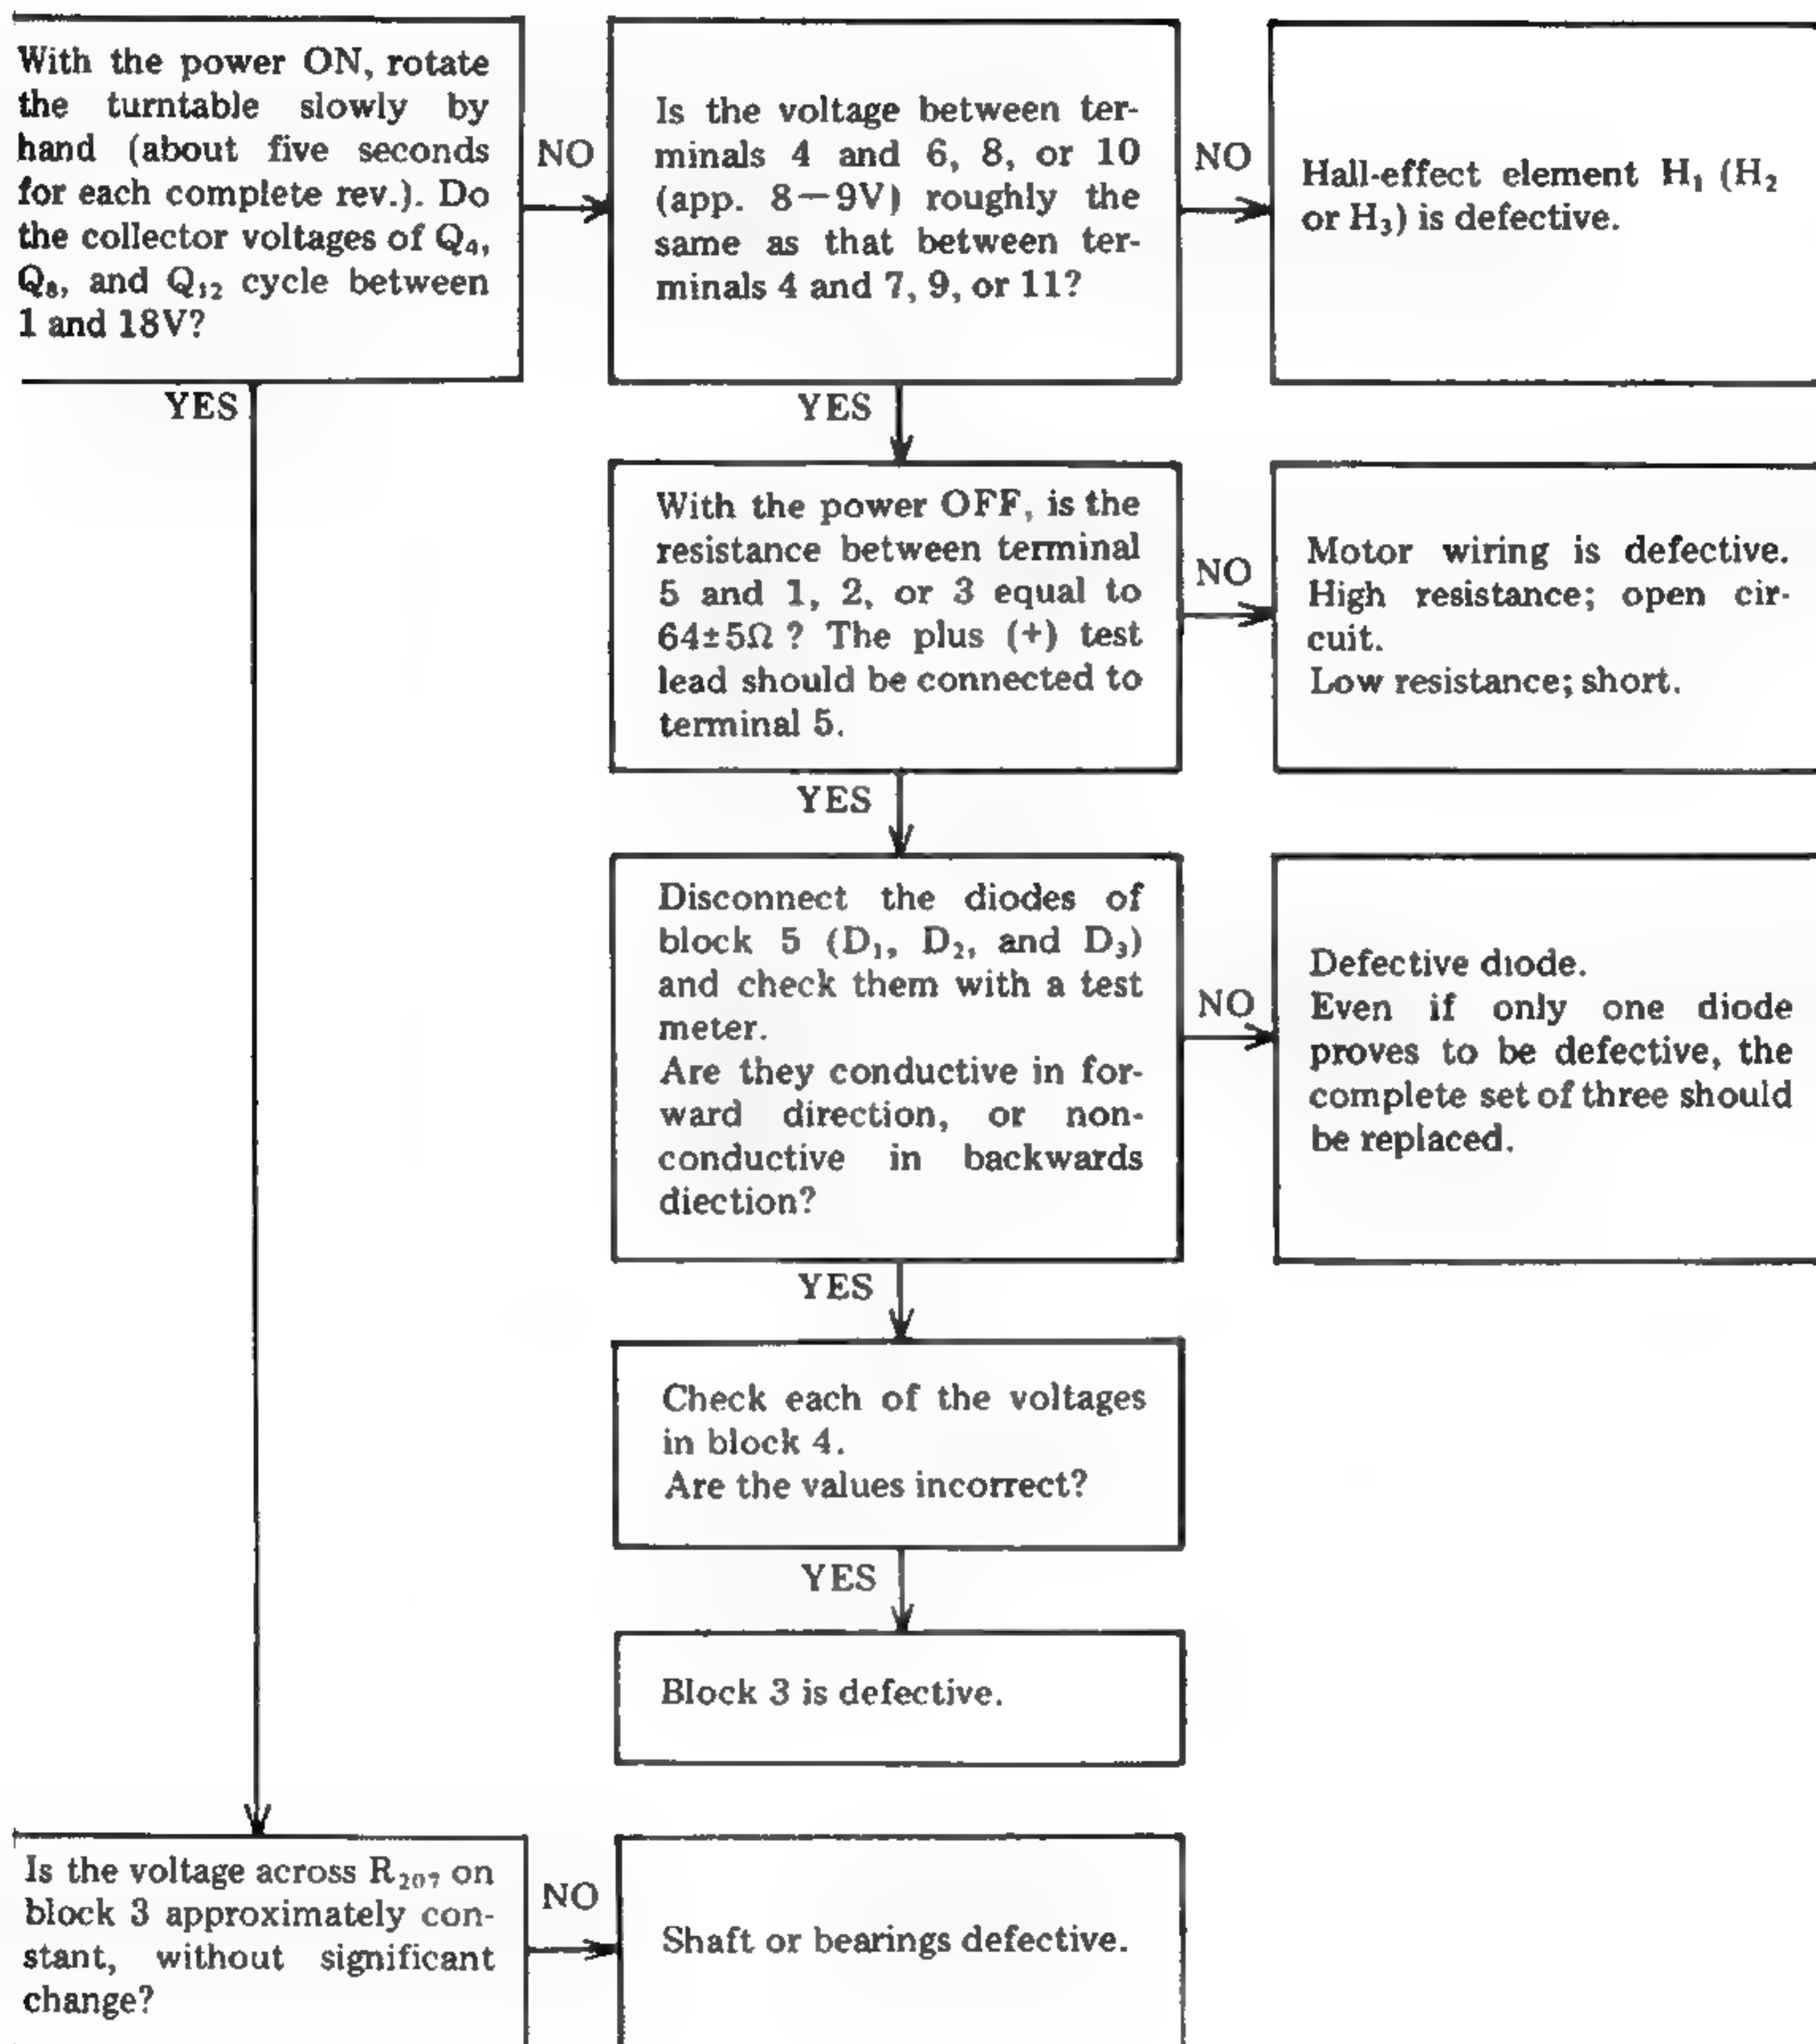 With the power ON, rotate
the turntable slowly by
hand (about five seconds
for each complete rev.). Do
the collector voltages of Q₄,
Q₈, and Q₁₂ cycle between
1 and 18V?
NO
Is the voltage between ter-
minals 4 and 6, 8, or 10
(app. 8–9V) roughly the
same as that between ter-
minals 4 and 7, 9, or 11?
NO
Hall-effect element H₁ (H₂
or H₃) is defective.
YES
YES
With the power OFF, is the
resistance between terminal
5 and 1, 2, or 3 equal to
64±5Ω ? The plus (+) test
lead should be connected to
terminal 5.
NO
Motor wiring is defective.
High resistance; open cir-
cuit.
Low resistance; short.
YES
Disconnect the diodes of
block 5 (D₁, D₂, and D₃)
and check them with a test
meter.
Are they conductive in for-
ward direction, or non-
conductive in backwards
diection?
NO
Defective diode.
Even if only one diode
proves to be defective, the
complete set of three should
be replaced.
YES
Check each of the voltages
in block 4.
Are the values incorrect?
YES
Block 3 is defective.
Is the voltage across R₂₀₇ on
block 3 approximately con-
stant, without significant
change?
NO
Shaft or bearings defective.